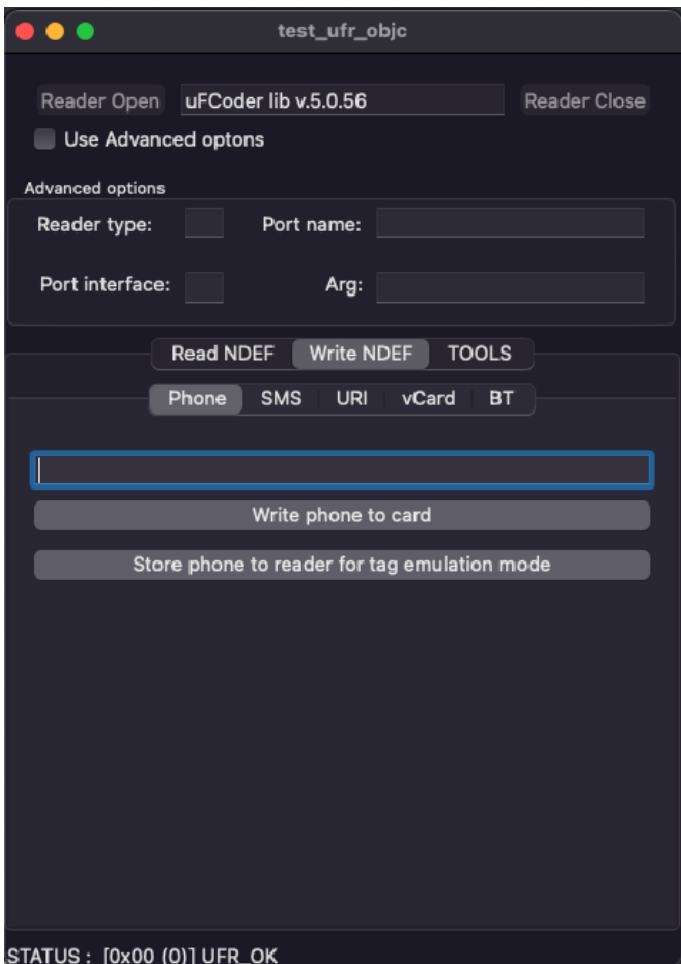 test_ufr_objc
Reader Open uFCoder lib v.5.0.56 Reader Close
Use Advanced optons
Advanced options
Reader type: Port name:
Port interface: Arg:
Read NDEF Write NDEF TOOLS
Phone SMS URI vCard BT
Write phone to card
Store phone to reader for tag emulation mode
STATUS : [0x00 (0)] UFR_OK